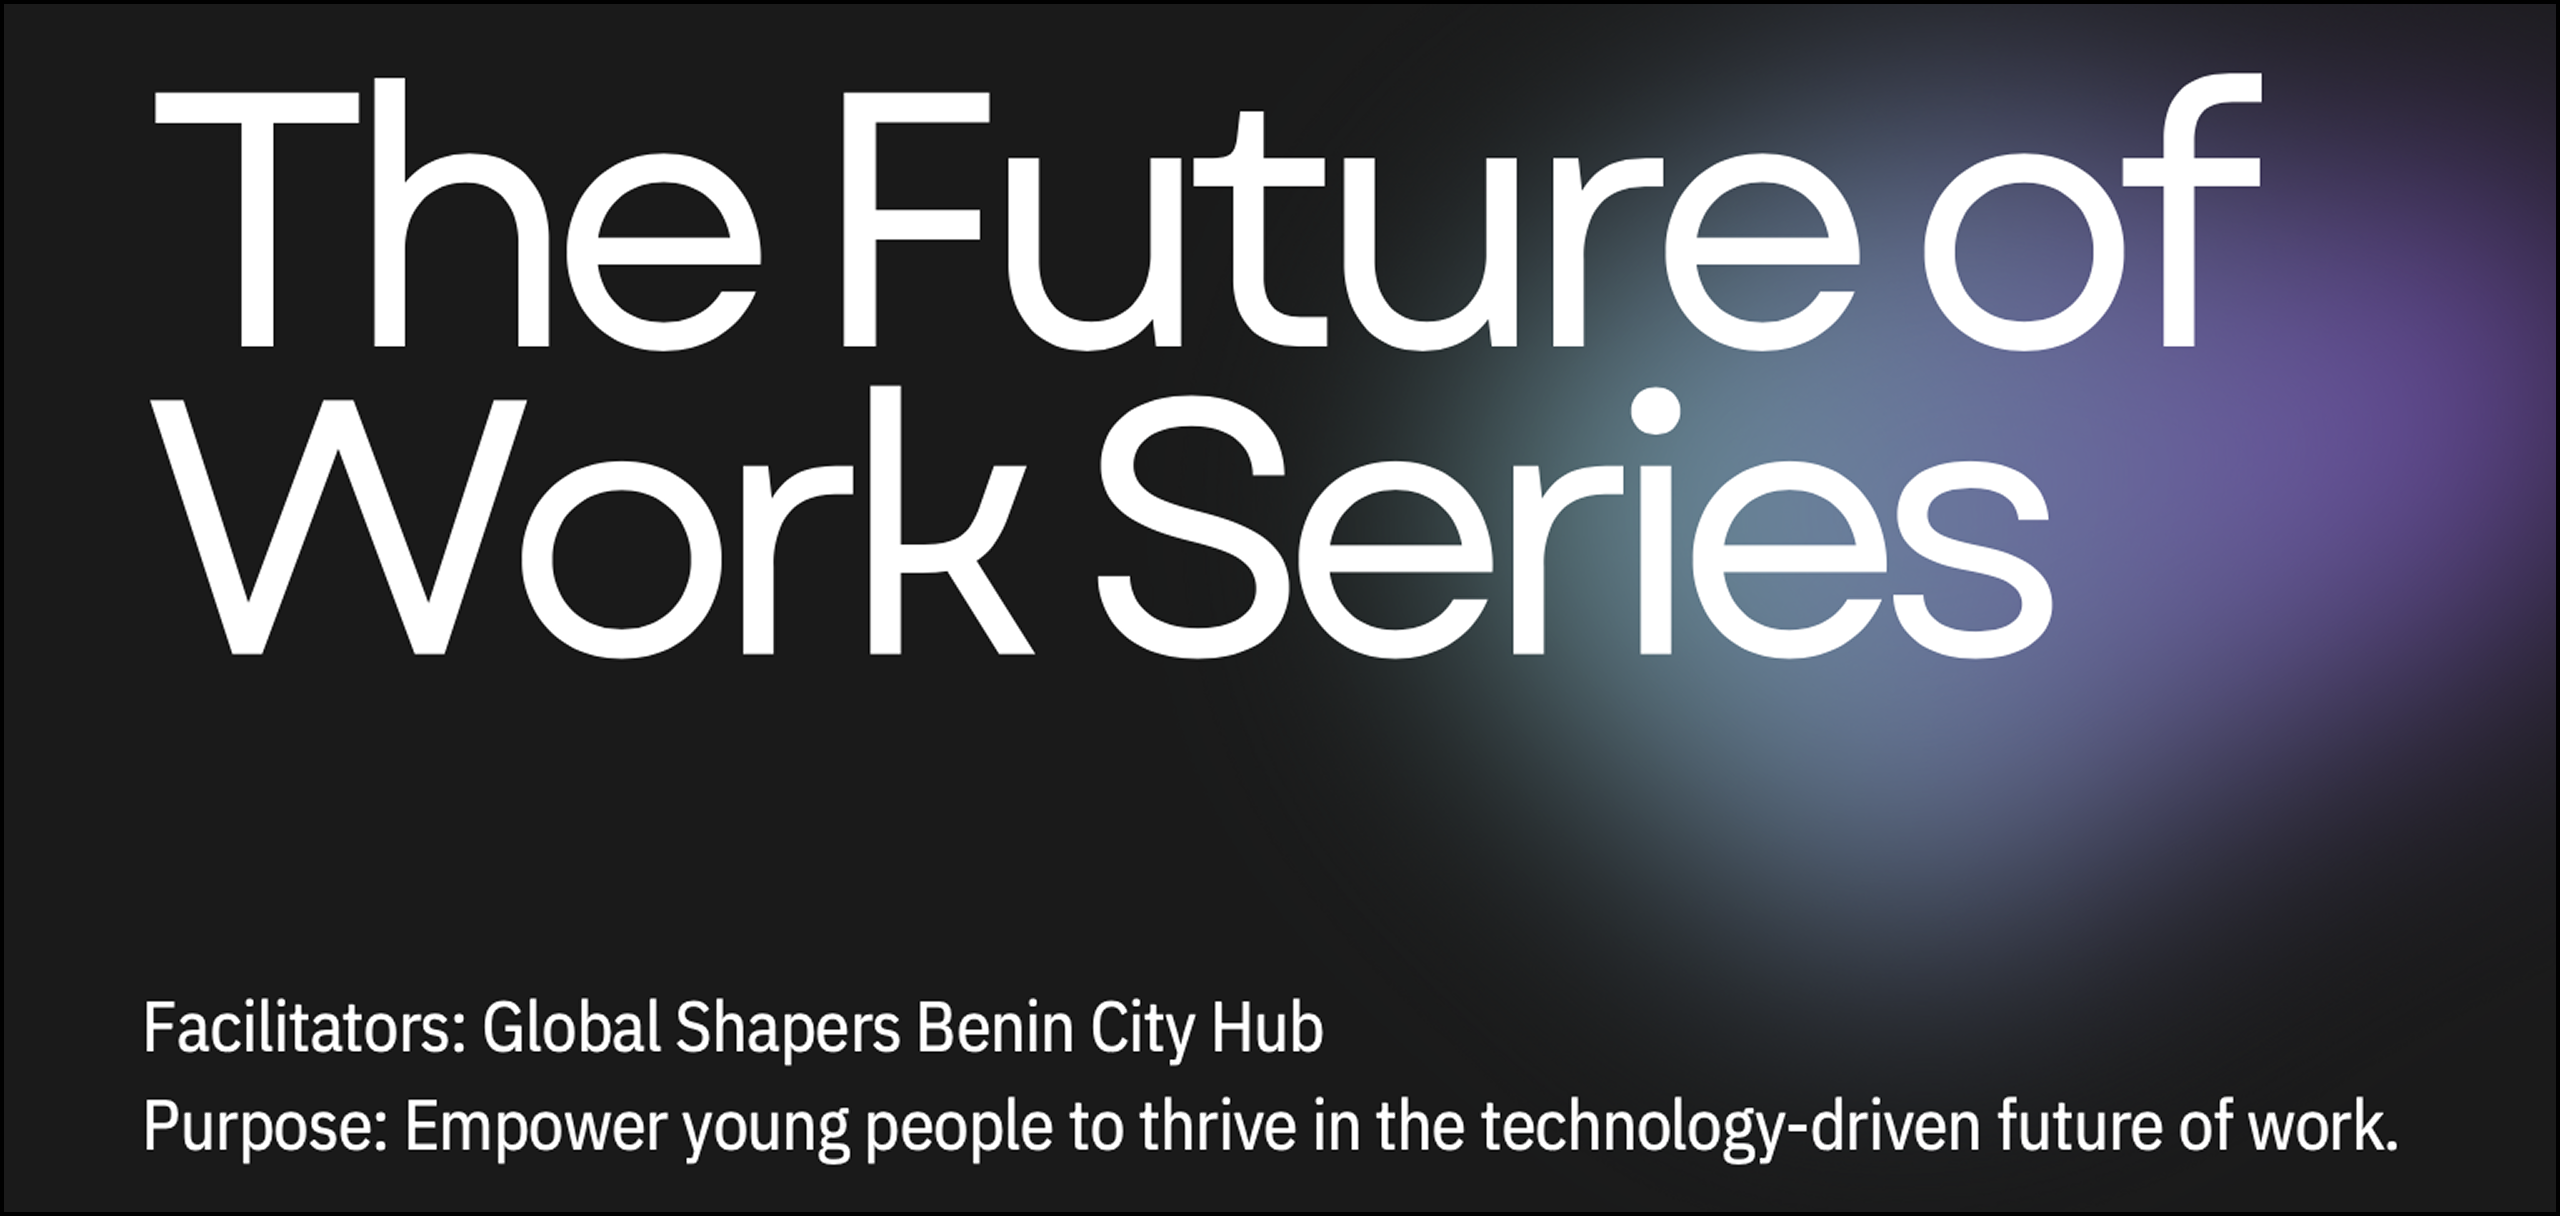 The Future of
Work Series
Facilitators: Global Shapers Benin City Hub
Purpose: Empower young people to thrive in the technology-driven future of work.